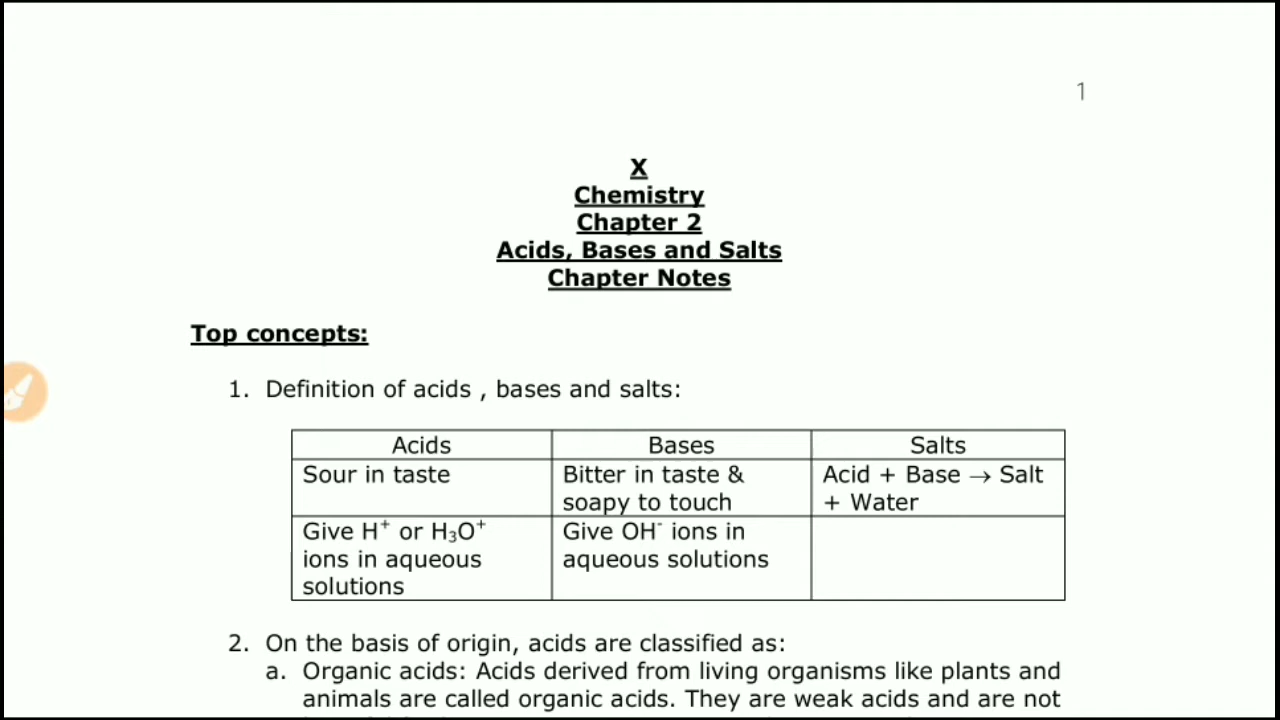 1
X
Chemistry
Chapter 2
Acids, Bases and Salts
Chapter Notes
Top concepts:
1. Definition of acids , bases and salts:
Acids Bases Salts
Sour in taste
Bitter in taste &
soapy to touch
Acid + Base → Salt
+ Water
Give H⁺ or H₃O⁺
ions in aqueous
solutions
Give OH⁻ ions in
aqueous solutions
2. On the basis of origin, acids are classified as:
a. Organic acids: Acids derived from living organisms like plants and
animals are called organic acids. They are weak acids and are not